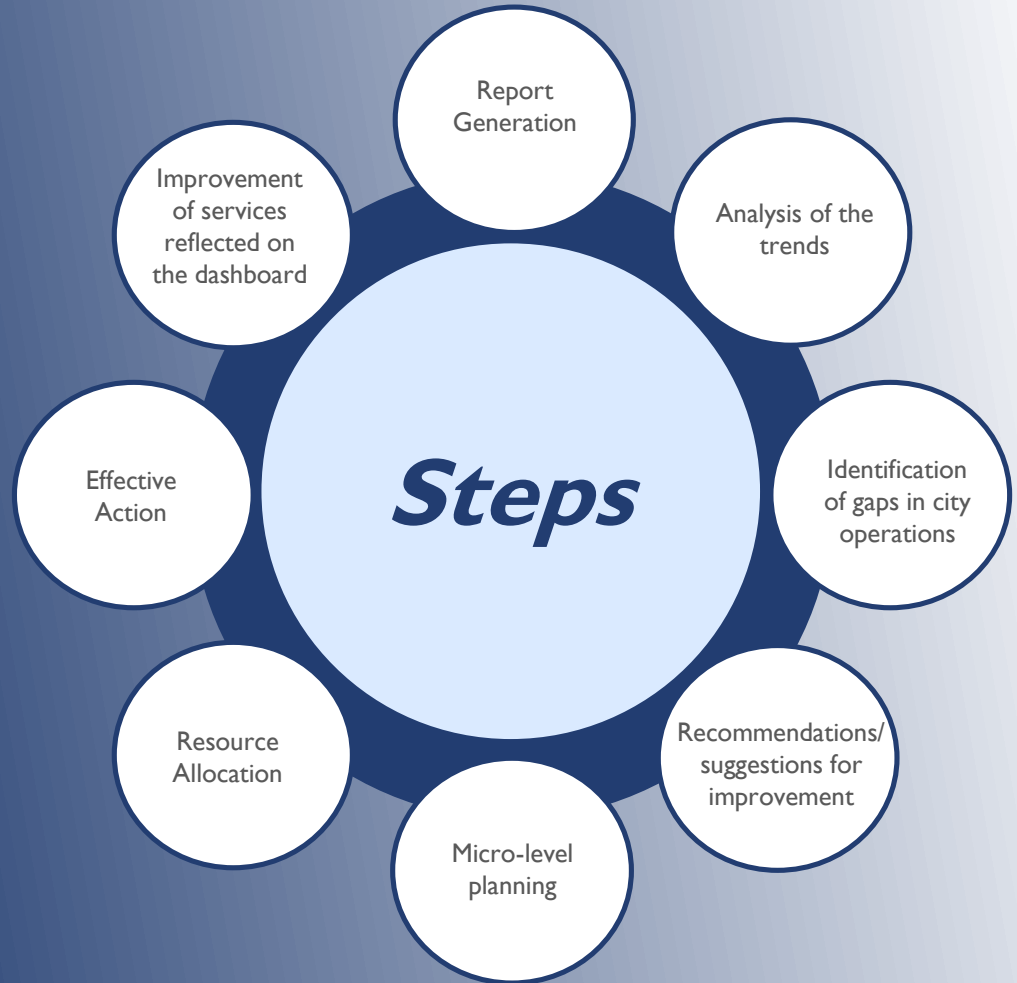 Report
Generation
Analysis of the
trends
Identification
of gaps in city
operations
Recommendations/
suggestions for
improvement
Micro-level
planning
Resource
Allocation
Effective
Action
Improvement
of services
reflected on
the dashboard
Steps